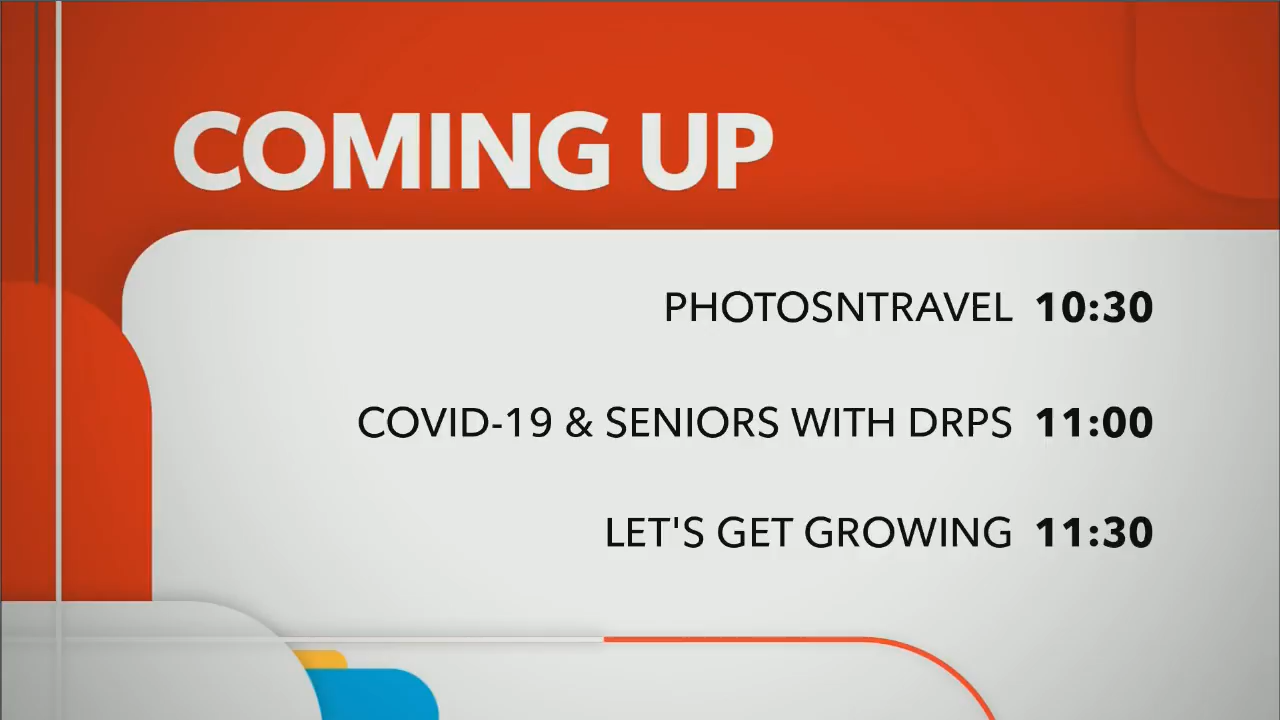 COMING UP
PHOTOSNTRAVEL 10:30
COVID-19 & SENIORS WITH DRPS 11:00
LET'S GET GROWING 11:30